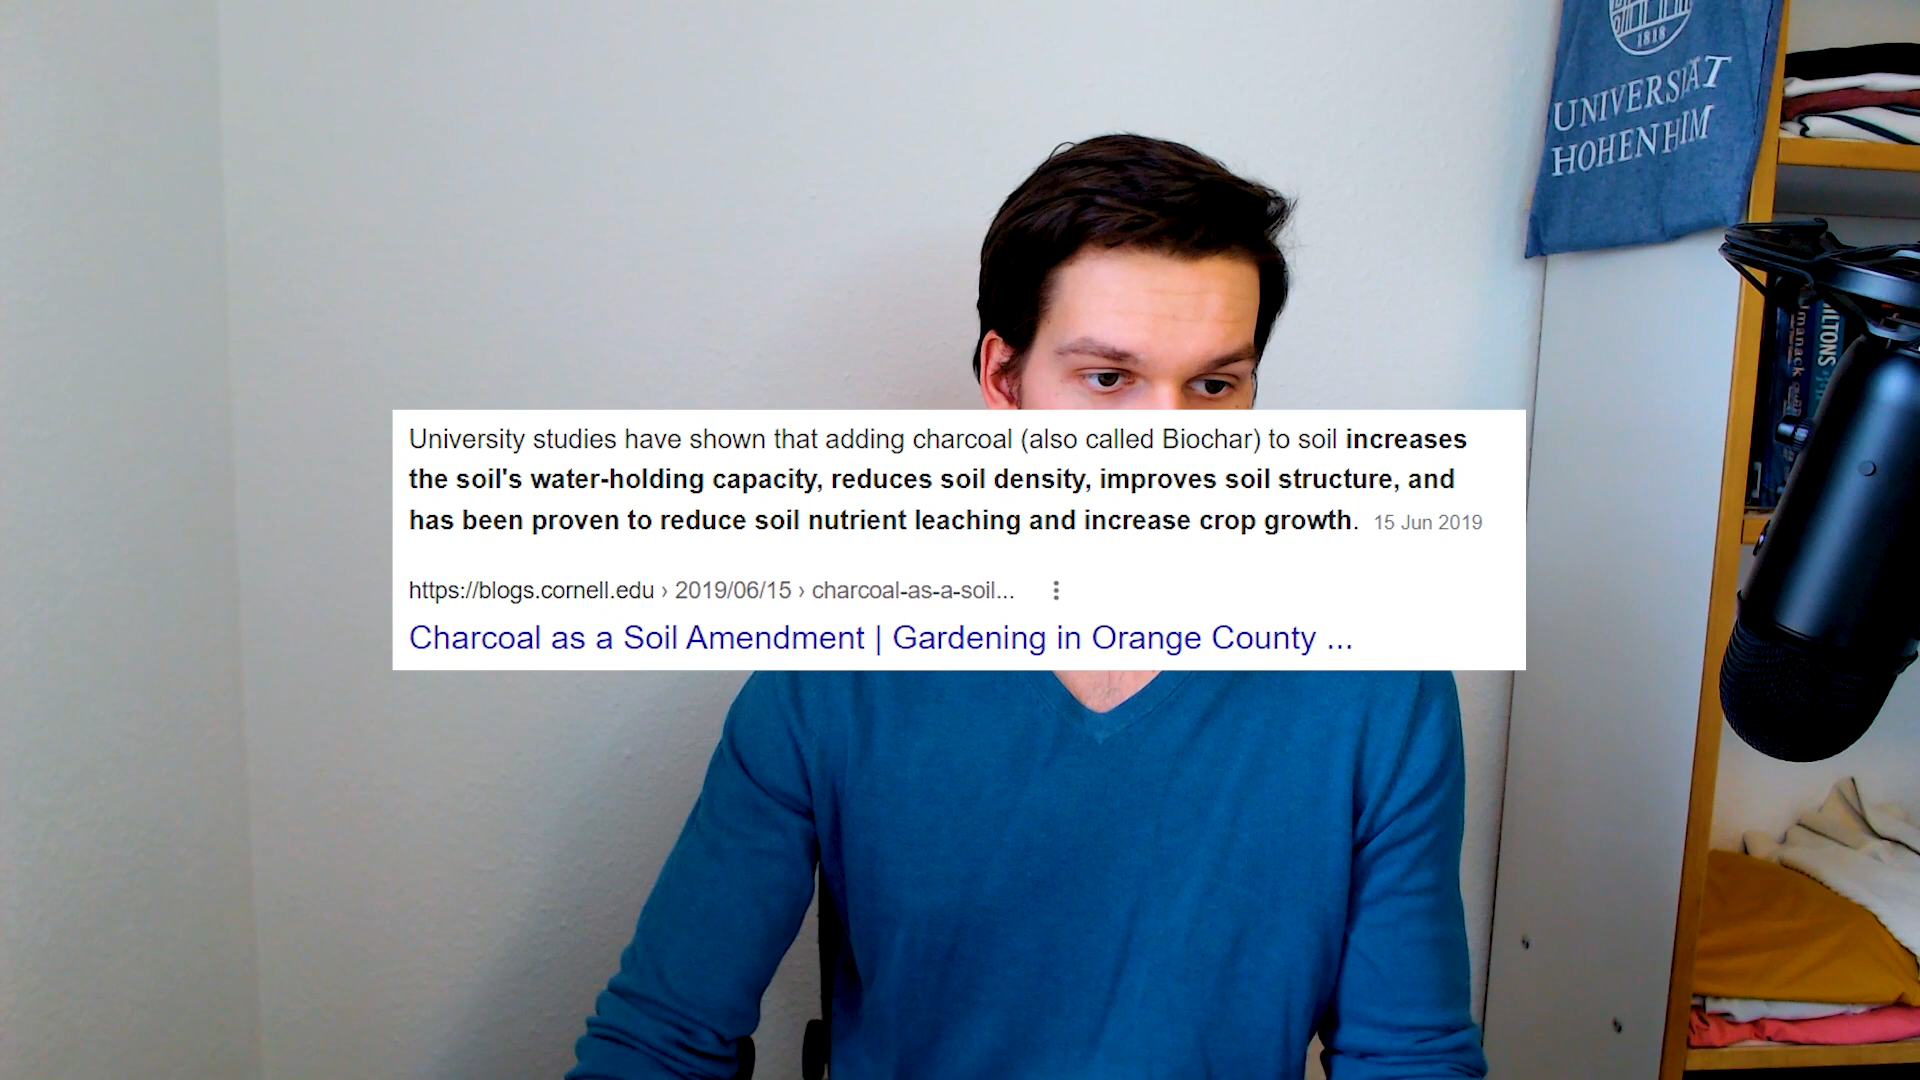 1818
UNIVERSITÄT
HOHENHIM
University studies have shown that adding charcoal (also called Biochar) to soil increases
the soil's water-holding capacity, reduces soil density, improves soil structure, and
has been proven to reduce soil nutrient leaching and increase crop growth. 15 Jun 2019
https://blogs.cornell.edu › 2019/06/15 › charcoal-as-a-soil...
Charcoal as a Soil Amendment | Gardening in Orange County ...